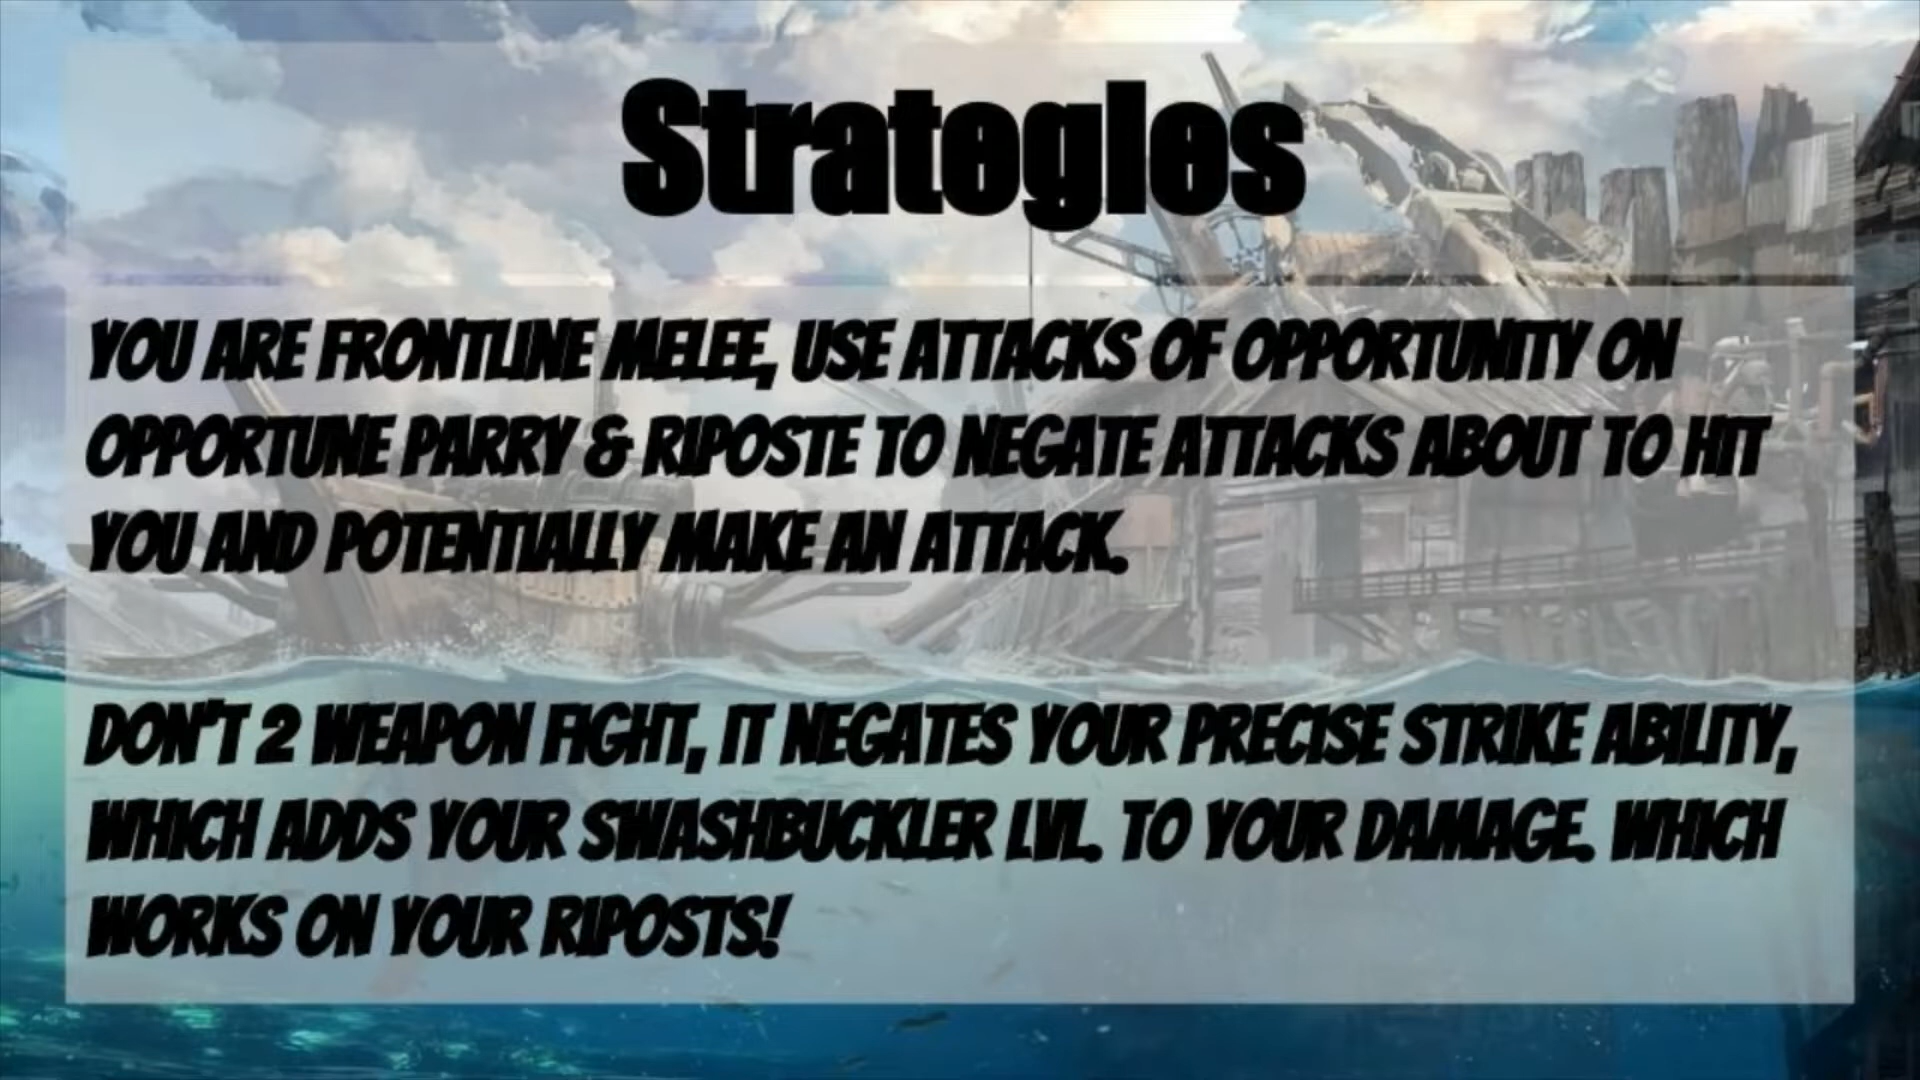 Strategies
YOU ARE FRONTLINE MELEE, USE ATTACKS OF OPPORTUNITY ON
OPPORTUNE PARRY & RIPOSTE TO NEGATE ATTACKS ABOUT TO HIT
YOU AND POTENTIALLY MAKE AN ATTACK.
DON'T 2 WEAPON FIGHT, IT NEGATES YOUR PRECISE STRIKE ABILITY,
WHICH ADDS YOUR SWASHBUCKLER LVL. TO YOUR DAMAGE. WHICH
WORKS ON YOUR RIPOSTS!